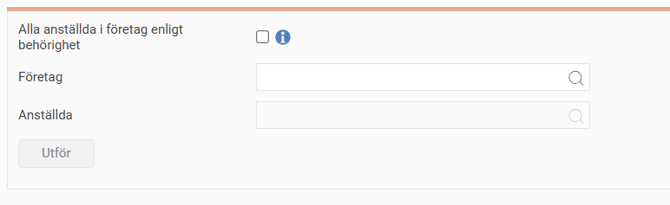 Alla anställda i företag enligt
behörighet
Företag
Anställda
Utför